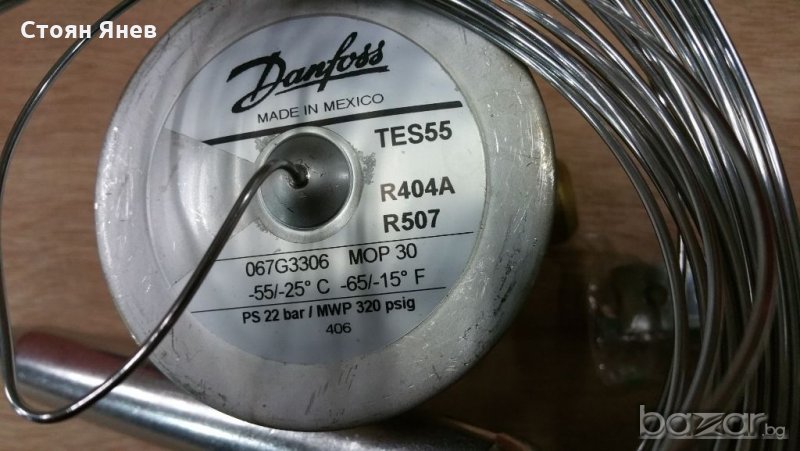 Стоян Янев
Danfoss
MADE IN MEXICO
TES55
R404A
R507
067G3306 MOP 30
-55/-25° C -65/-15° F
PS 22 bar / MWP 320 psig
406
bazar.bg